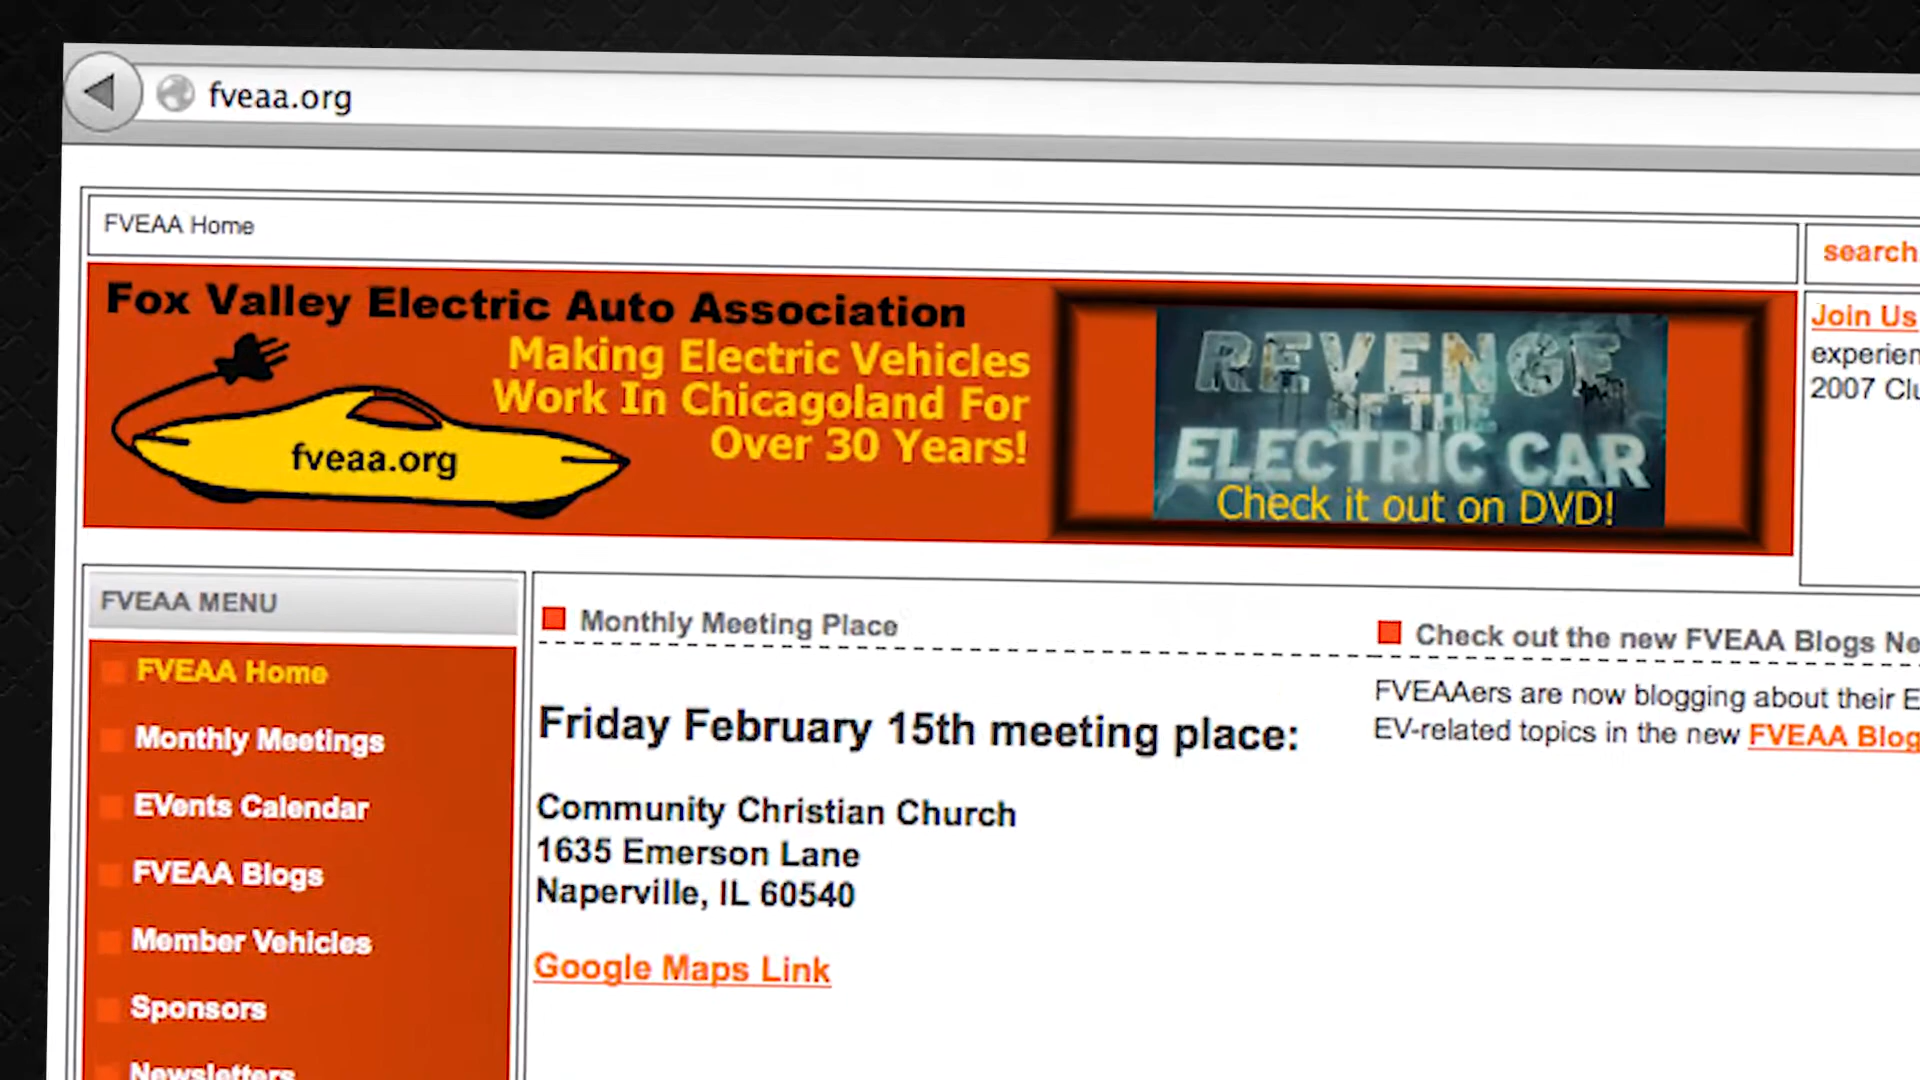 fveaa.org
FVEAA Home
search
Fox Valley Electric Auto Association
Making Electric Vehicles
Work In Chicagoland For
Over 30 Years!
fveaa.org
REVENGE
OF THE
ELECTRIC CAR
Check it out on DVD!
Join Us
2007
FVEAA MENU
FVEAA Home
Monthly Meetings
EVents Calendar
FVEAA Blogs
Member Vehicles
Sponsors
Newsletters
Monthly Meeting Place
Friday February 15th meeting place:
Community Christian Church
1635 Emerson Lane
Naperville, IL 60540
Google Maps Link
Check out the new FVEAA Blogs
FVEAAers are now blogging about their
EV-related topics in the new FVEAA Blog